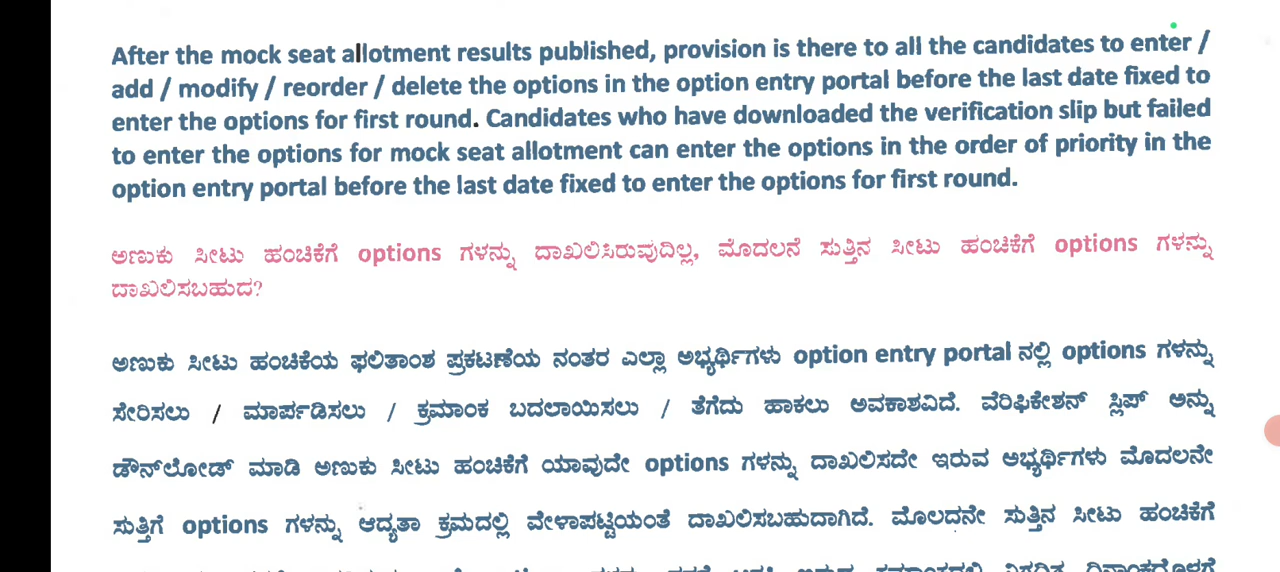 After the mock seat allotment results published, provision is there to all the candidates to enter /
add / modify / reorder / delete the options in the option entry portal before the last date fixed to
enter the options for first round. Candidates who have downloaded the verification slip but failed
to enter the options for mock seat allotment can enter the options in the order of priority in the
option entry portal before the last date fixed to enter the options for first round.
ಅಣುಕು ಸೀಟು ಹಂಚಿಕೆಗೆ options ಗಳನ್ನು ದಾಖಲಿಸಿರುವುದಿಲ್ಲ, ಮೊದಲನೆ ಸುತ್ತಿನ ಸೀಟು ಹಂಚಿಕೆಗೆ options ಗಳನ್ನು
ದಾಖಲಿಸಬಹುದ?
ಅಣುಕು ಸೀಟು ಹಂಚಿಕೆಯ ಫಲಿತಾಂಶ ಪ್ರಕಟಣೆಯ ನಂತರ ಎಲ್ಲಾ ಅಭ್ಯರ್ಥಿಗಳು option entry portal ನಲ್ಲಿ options ಗಳನ್ನು
ಸೇರಿಸಲು / ಮಾರ್ಪಡಿಸಲು / ಕ್ರಮಾಂಕ ಬದಲಾಯಿಸಲು / ತೆಗೆದು ಹಾಕಲು ಅವಕಾಶವಿದೆ. ವೆರಿಫಿಕೇಶನ್ ಸ್ಲಿಪ್ ಅನ್ನು
ಡೌನ್‌ಲೋಡ್ ಮಾಡಿ ಅಣುಕು ಸೀಟು ಹಂಚಿಕೆಗೆ ಯಾವುದೇ options ಗಳನ್ನು ದಾಖಲಿಸದೇ ಇರುವ ಅಭ್ಯರ್ಥಿಗಳು ಮೊದಲನೇ
ಸುತ್ತಿಗೆ options ಗಳನ್ನು ಆದ್ಯತಾ ಕ್ರಮದಲ್ಲಿ ವೇಳಾಪಟ್ಟಿಯಂತೆ ದಾಖಲಿಸಬಹುದಾಗಿದೆ. ಮೊಲದನೇ ಸುತ್ತಿನ ಸೀಟು ಹಂಚಿಕೆಗೆ